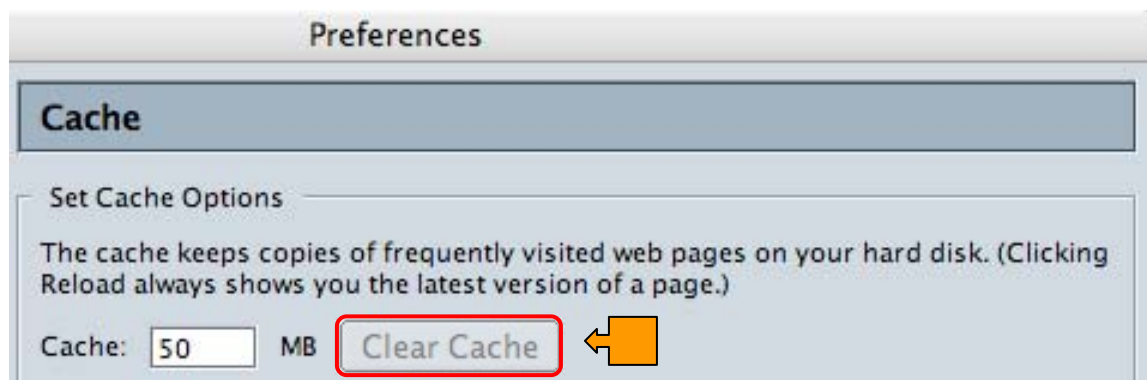 Preferences
Cache
Set Cache Options
The cache keeps copies of frequently visited web pages on your hard disk. (Clicking
Reload always shows you the latest version of a page.)
Cache: 50 MB Clear Cache